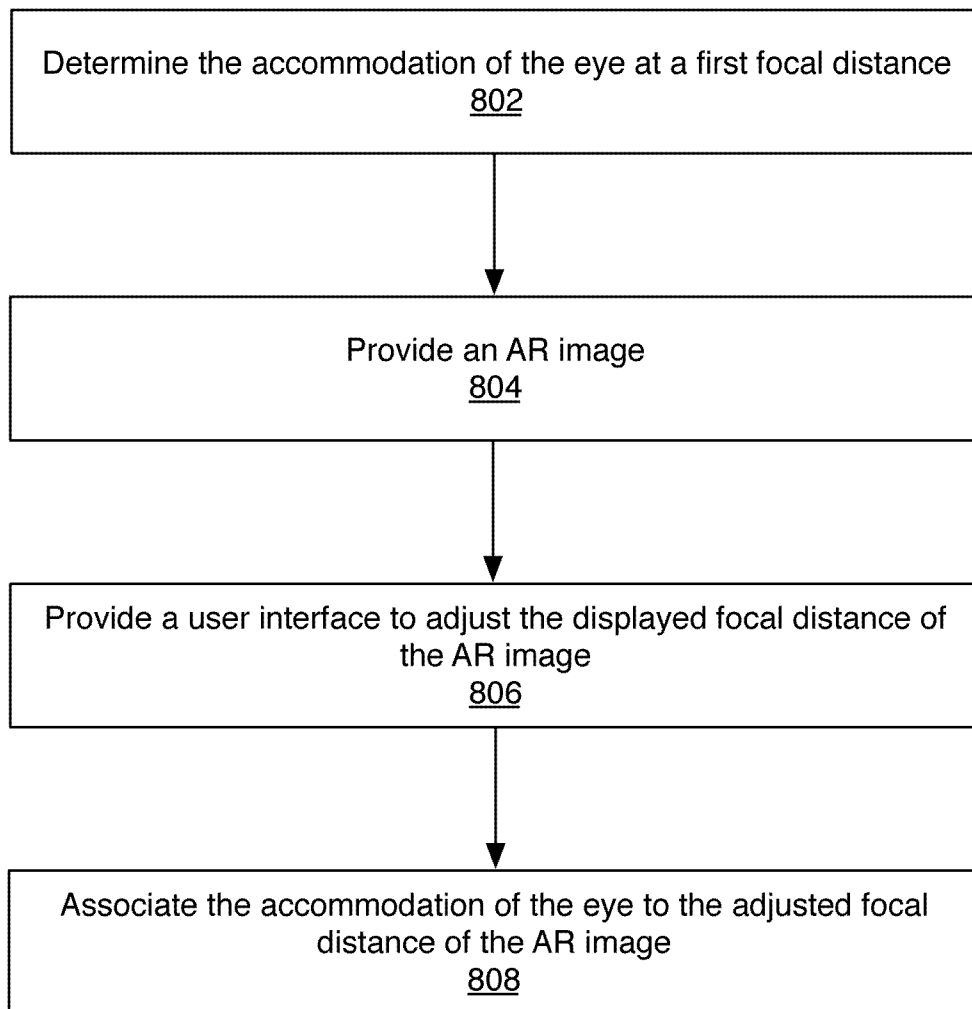 Determine the accommodation of the eye at a first focal distance
802
Provide an AR image
804
Provide a user interface to adjust the displayed focal distance of
the AR image
806
Associate the accommodation of the eye to the adjusted focal
distance of the AR image
808